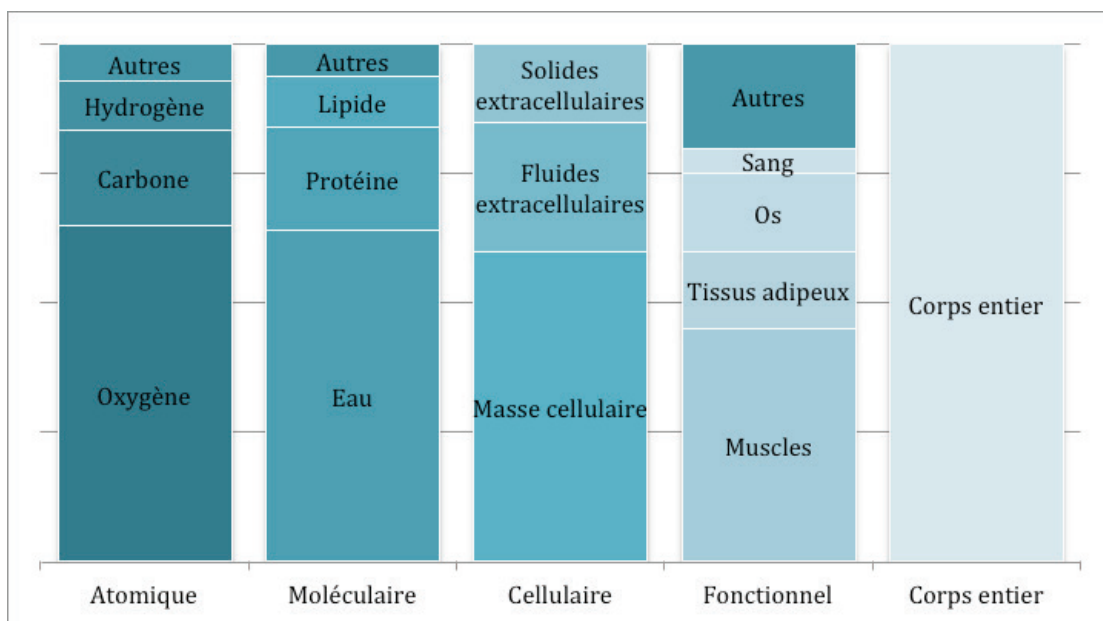 Autres
Hydrogène
Carbone
Oxygène
Autres
Lipide
Protéine
Eau
Solides
extracellulaires
Fluides
extracellulaires
Masse cellulaire
Autres
Sang
Os
Tissus adipeux
Muscles
Corps entier
Atomique
Moléculaire
Cellulaire
Fonctionnel
Corps entier